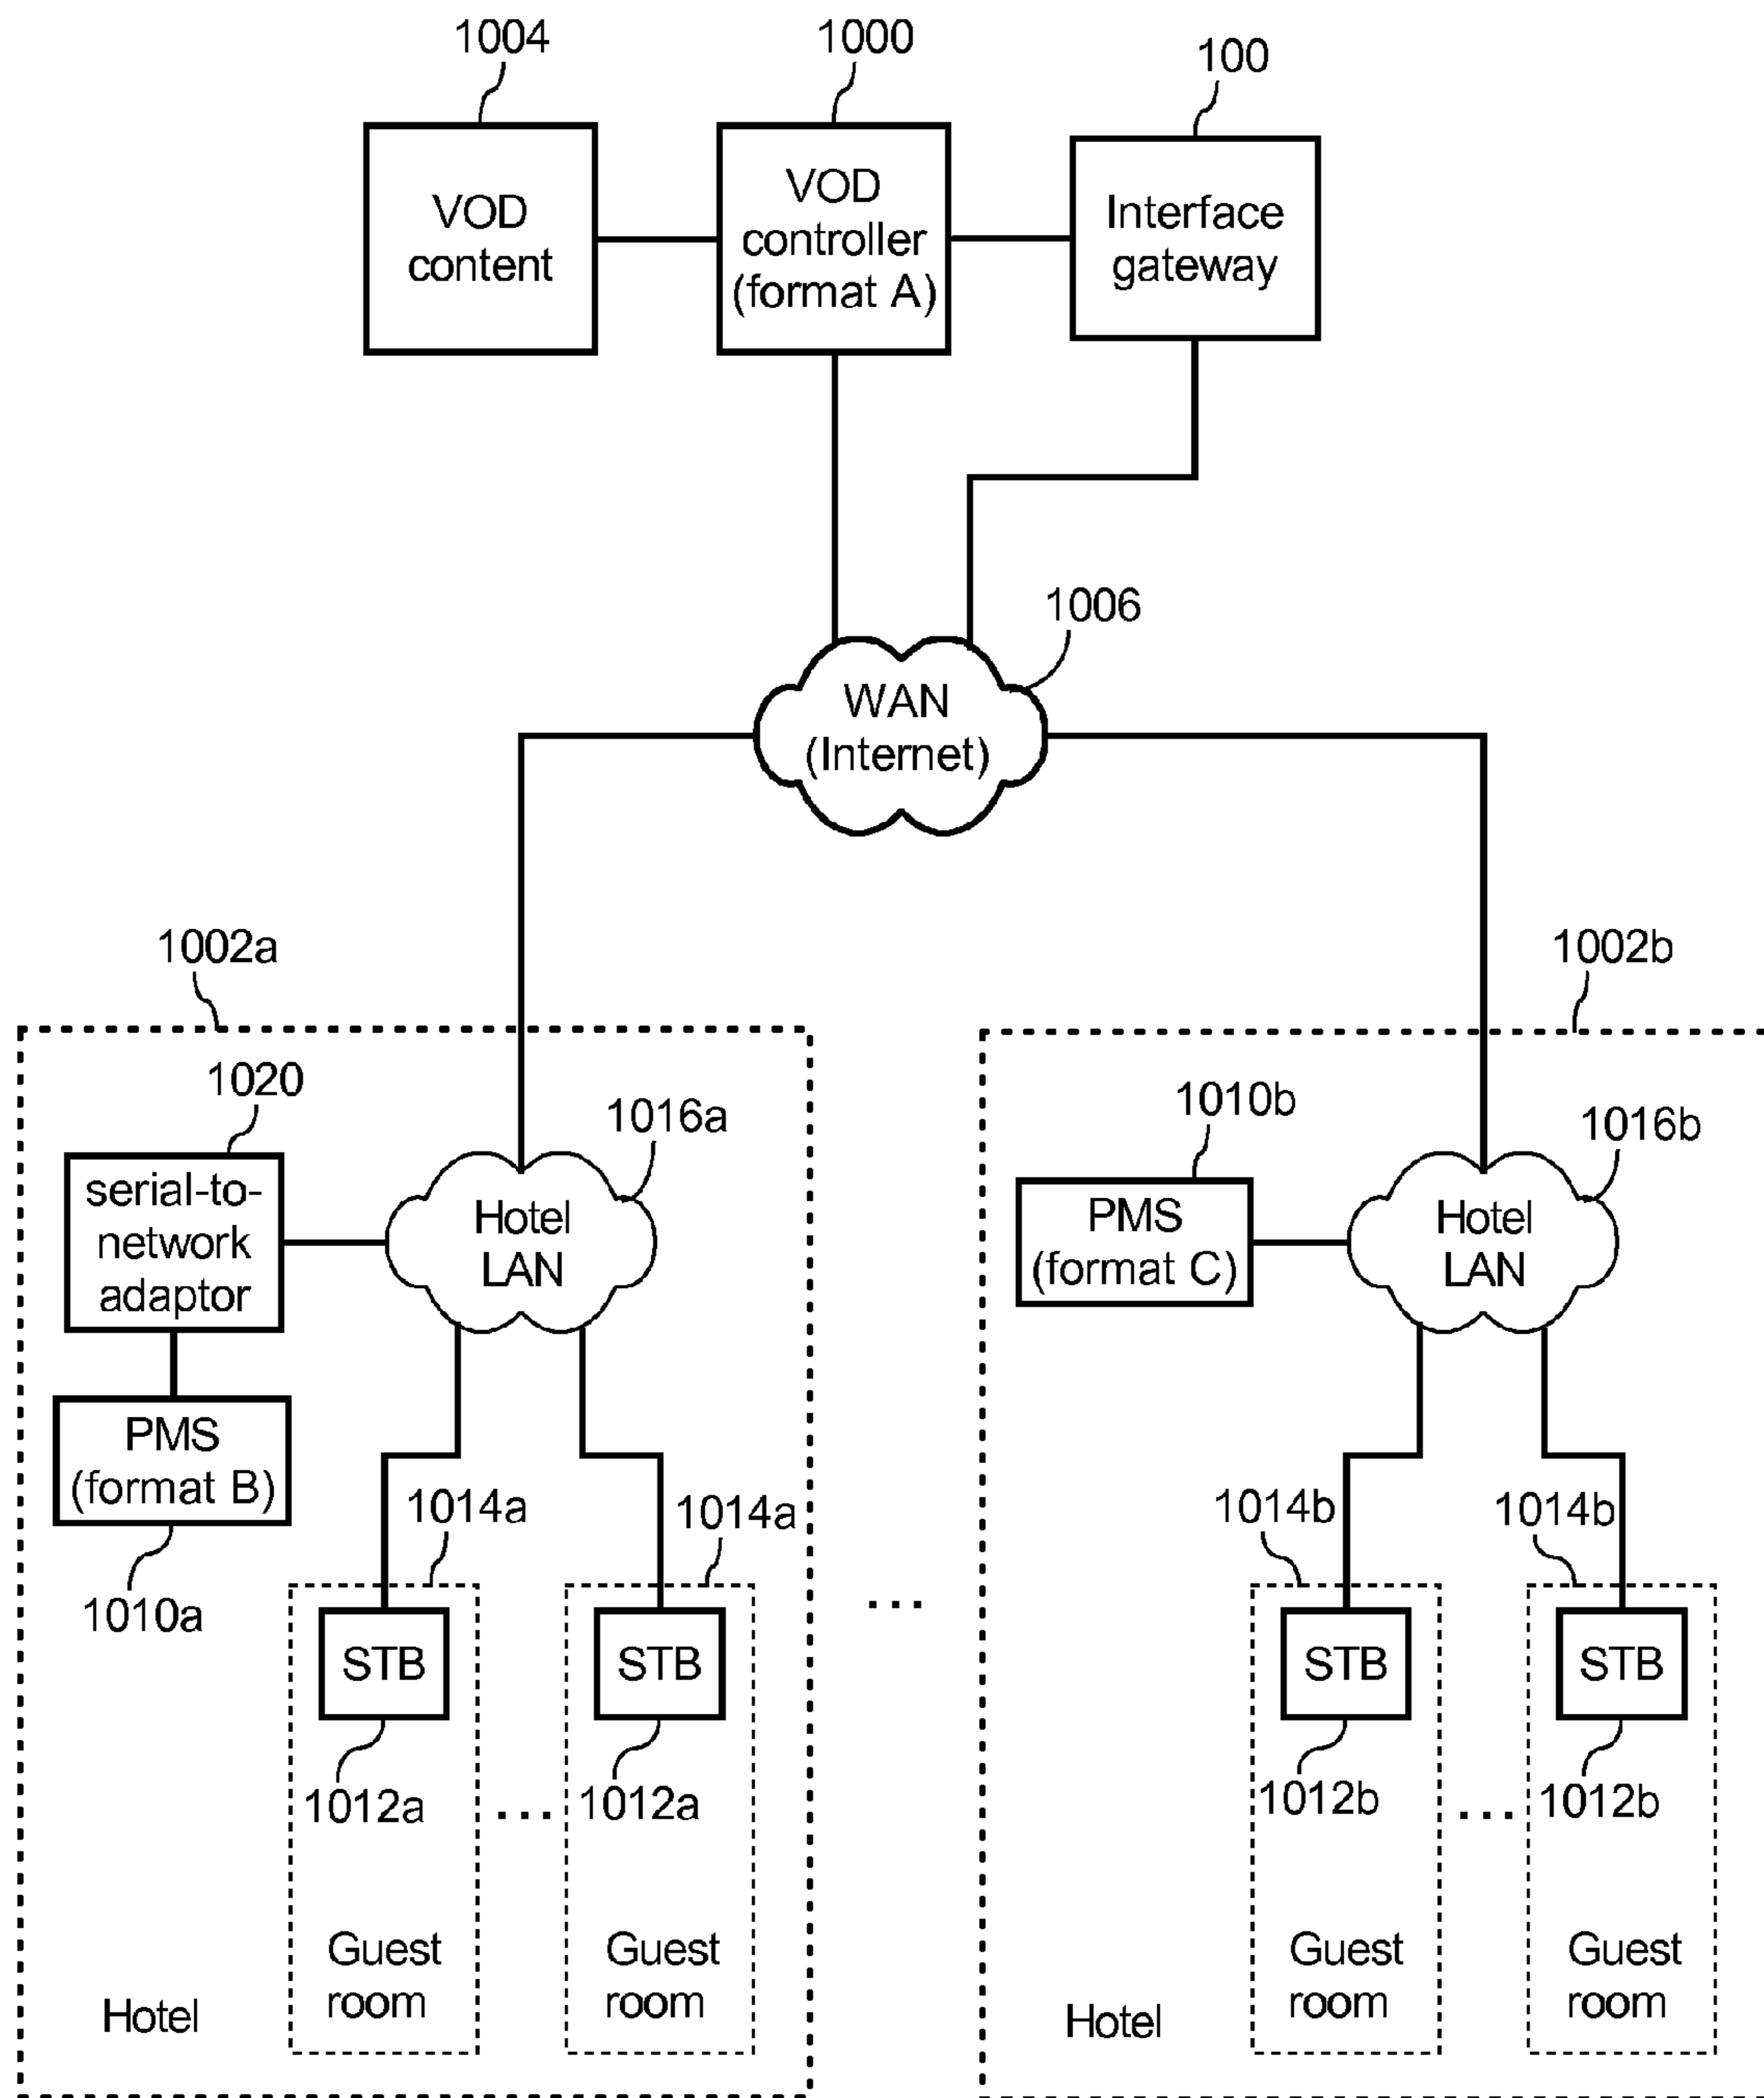 1004
1000
100
VOD
content
VOD
controller
(format A)
Interface
gateway
1006
WAN
(Internet)
1002a
1002b
1020
1016a
serial-to-
network
adaptor
Hotel
LAN
PMS
(format B)
1010a
1014a
1014a
STB
STB
1012a
...
1012a
Guest
room
Guest
room
Hotel
...
1010b
1016b
PMS
(format C)
Hotel
LAN
1014b
1014b
STB
STB
1012b
...
1012b
Guest
room
Guest
room
Hotel